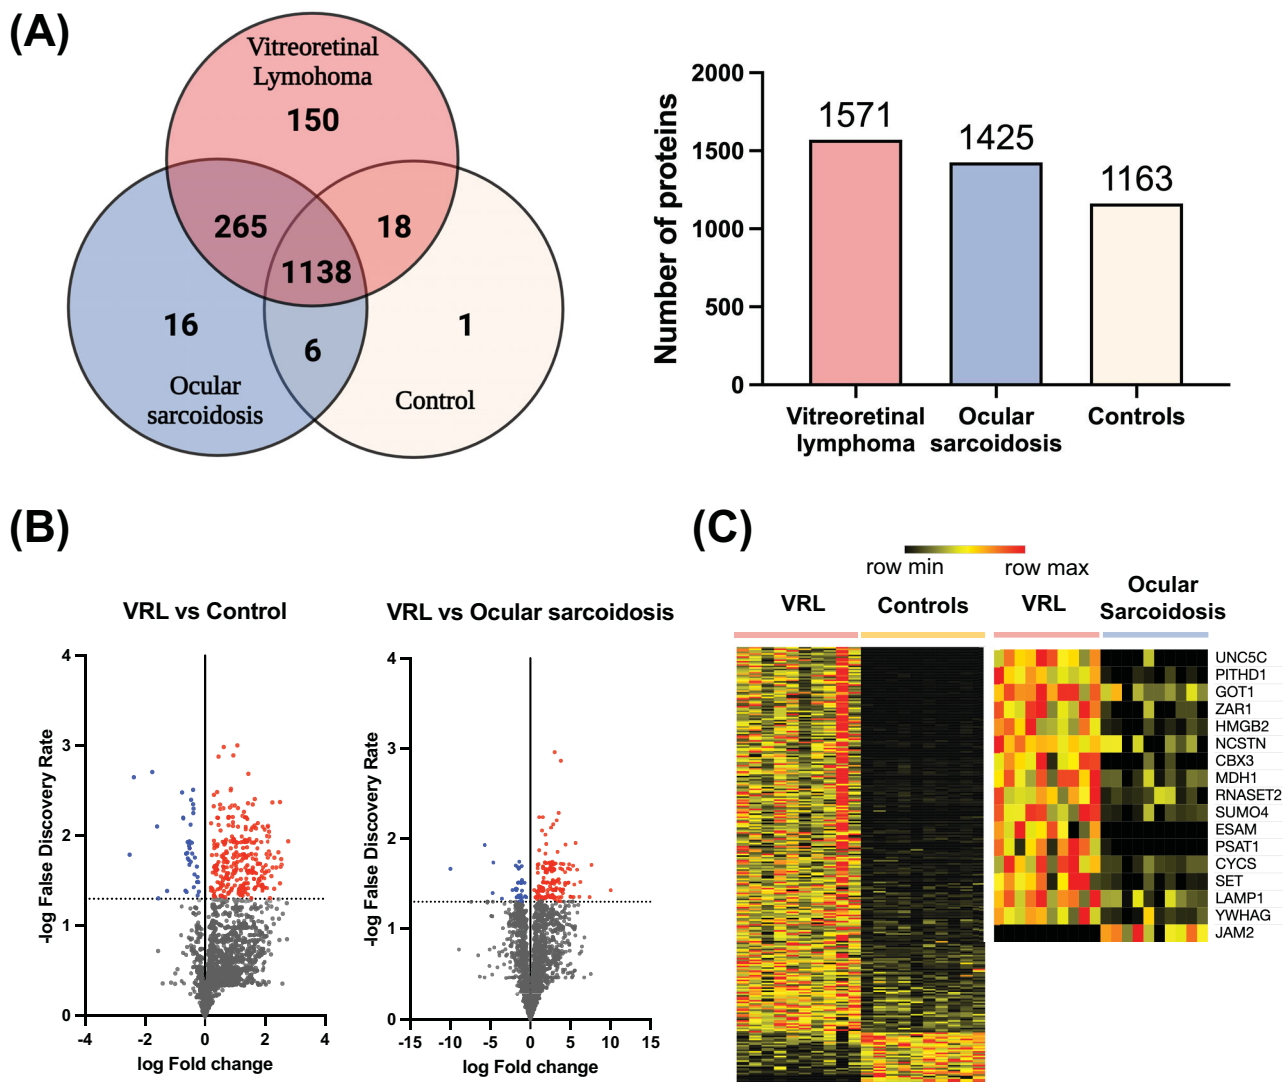 (A)
Vitreoretinal
Lymohoma
150
265
18
1138
16
6
1
Ocular
sarcoidosis
Control
Number of proteins
2000
1500
1000
500
0
1571
1425
1163
Vitreoretinal
lymphoma
Ocular
sarcoidosis
Controls
(B)
VRL vs Control
-log False Discovery Rate
4
3
2
1
0
-4
-2
0
2
4
log Fold change
VRL vs Ocular sarcoidosis
-log False Discovery Rate
4
3
2
1
0
-15
-10
-5
0
5
10
15
log Fold change
(C)
row min
row max
VRL
Controls
VRL
Ocular
Sarcoidosis
UNC5C
PITHD1
GOT1
ZAR1
HMGB2
NCSTN
CBX3
MDH1
RNASET2
SUMO4
ESAM
PSAT1
CYCS
SET
LAMP1
YWHAG
JAM2